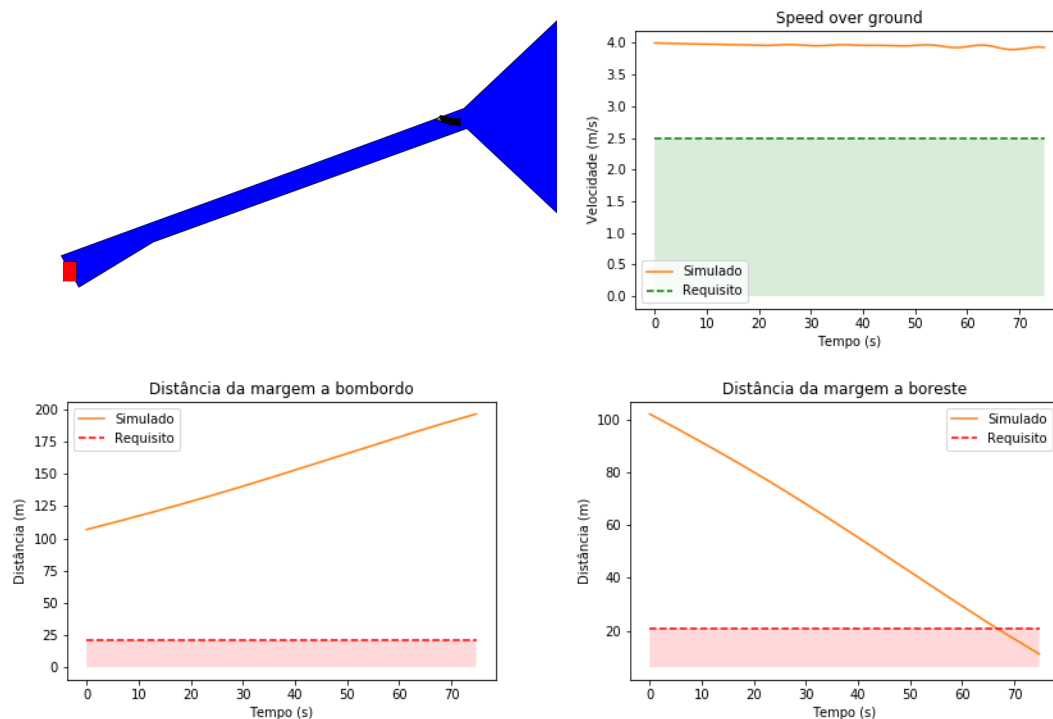 Speed over ground
Velocidade (m/s)
4.0
3.5
3.0
2.5
2.0
1.5
1.0
0.5
0.0
Simulado
Requisito
0 10 20 30 40 50 60 70
Tempo (s)
Distância da margem a bombordo
Distância (m)
200
175
150
125
100
75
50
25
0
Simulado
Requisito
0 10 20 30 40 50 60 70
Tempo (s)
Distância da margem a boreste
Distância (m)
100
80
60
40
20
Simulado
Requisito
0 10 20 30 40 50 60 70
Tempo (s)